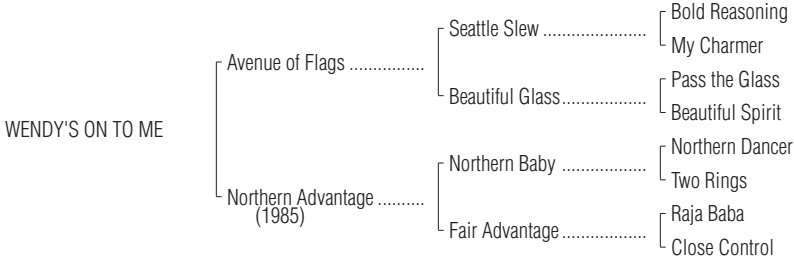 Bold Reasoning
Seattle Slew ......................
My Charmer
Avenue of Flags ................
Pass the Glass
Beautiful Glass..................
Beautiful Spirit
WENDY'S ON TO ME
Northern Dancer
Northern Baby ..................
Two Rings
Northern Advantage ..........
(1985)
Raja Baba
Fair Advantage..................
Close Control